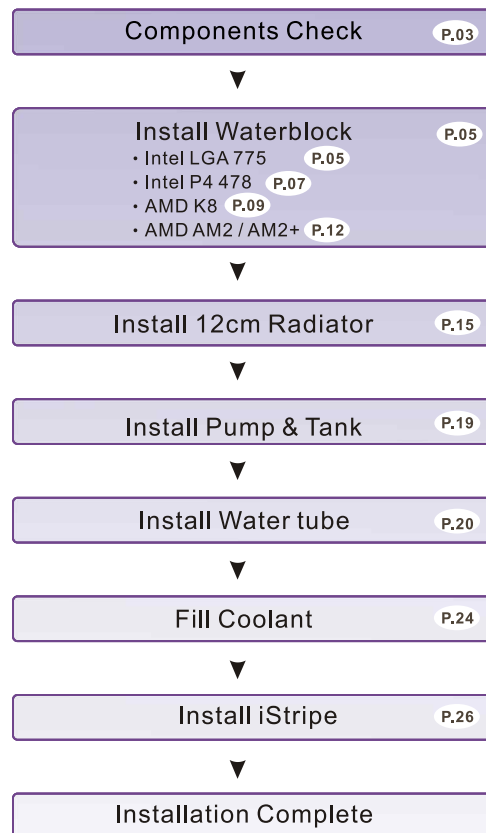 Components Check P.03
Install Waterblock P.05
· Intel LGA 775 P.05
· Intel P4 478 P.07
· AMD K8 P.09
· AMD AM2 / AM2+ P.12
Install 12cm Radiator P.15
Install Pump & Tank P.19
Install Water tube P.20
Fill Coolant P.24
Install iStripe P.26
Installation Complete